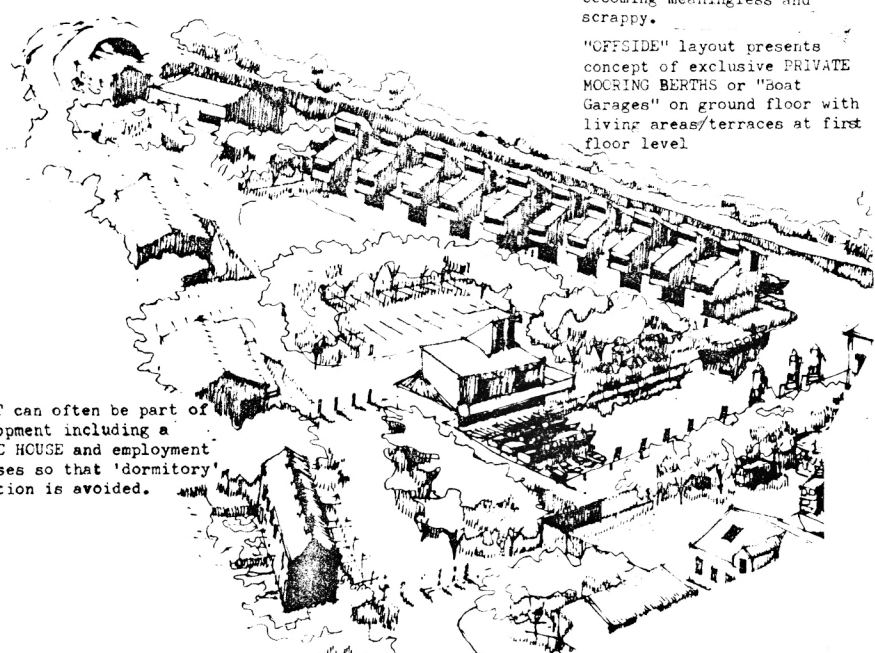 becoming meaningless and
scrappy.
"OFFSIDE" layout presents
concept of exclusive PRIVATE
MOORING BERTHS or "Boat
Garages" on ground floor with
living areas/terraces at first
floor level
can often be part of
opment including a
C HOUSE and employment
ses so that 'dormitory'
tion is avoided.